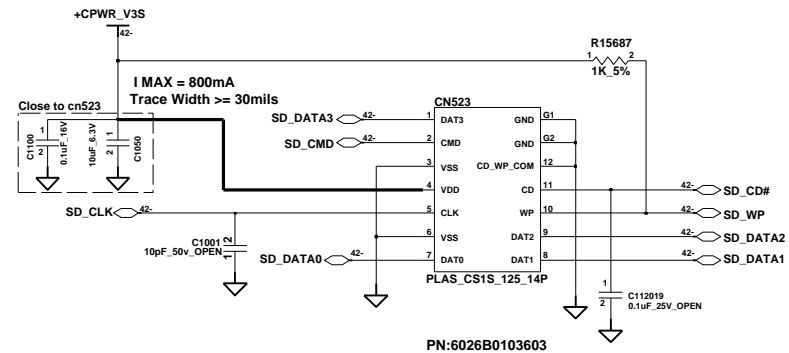 +CPWR_V3S
42-
R15687
1 2
1K_5%
I MAX = 800mA
Trace Width >= 30mils
Close to cn523
1
2
C1100
0.1uF_16V
1
2
10uF_6.3V
C1050
CN523
SD_DATA3 42- 1 DAT3 GND G1
SD_CMD 42- 2 CMD GND G2
3 VSS CD_WP_COM 12
4 VDD CD 11 42- SD_CD#
SD_CLK 42- 5 CLK WP 10 42- SD_WP
6 VSS DAT2 9 42- SD_DATA2
SD_DATA0 42- 7 DAT0 DAT1 8 42- SD_DATA1
C1001 2
10pF_50v_OPEN 1
PLAS_CS1S_125_14P
1
2
C112019
0.1uF_25V_OPEN
PN:6026B0103603